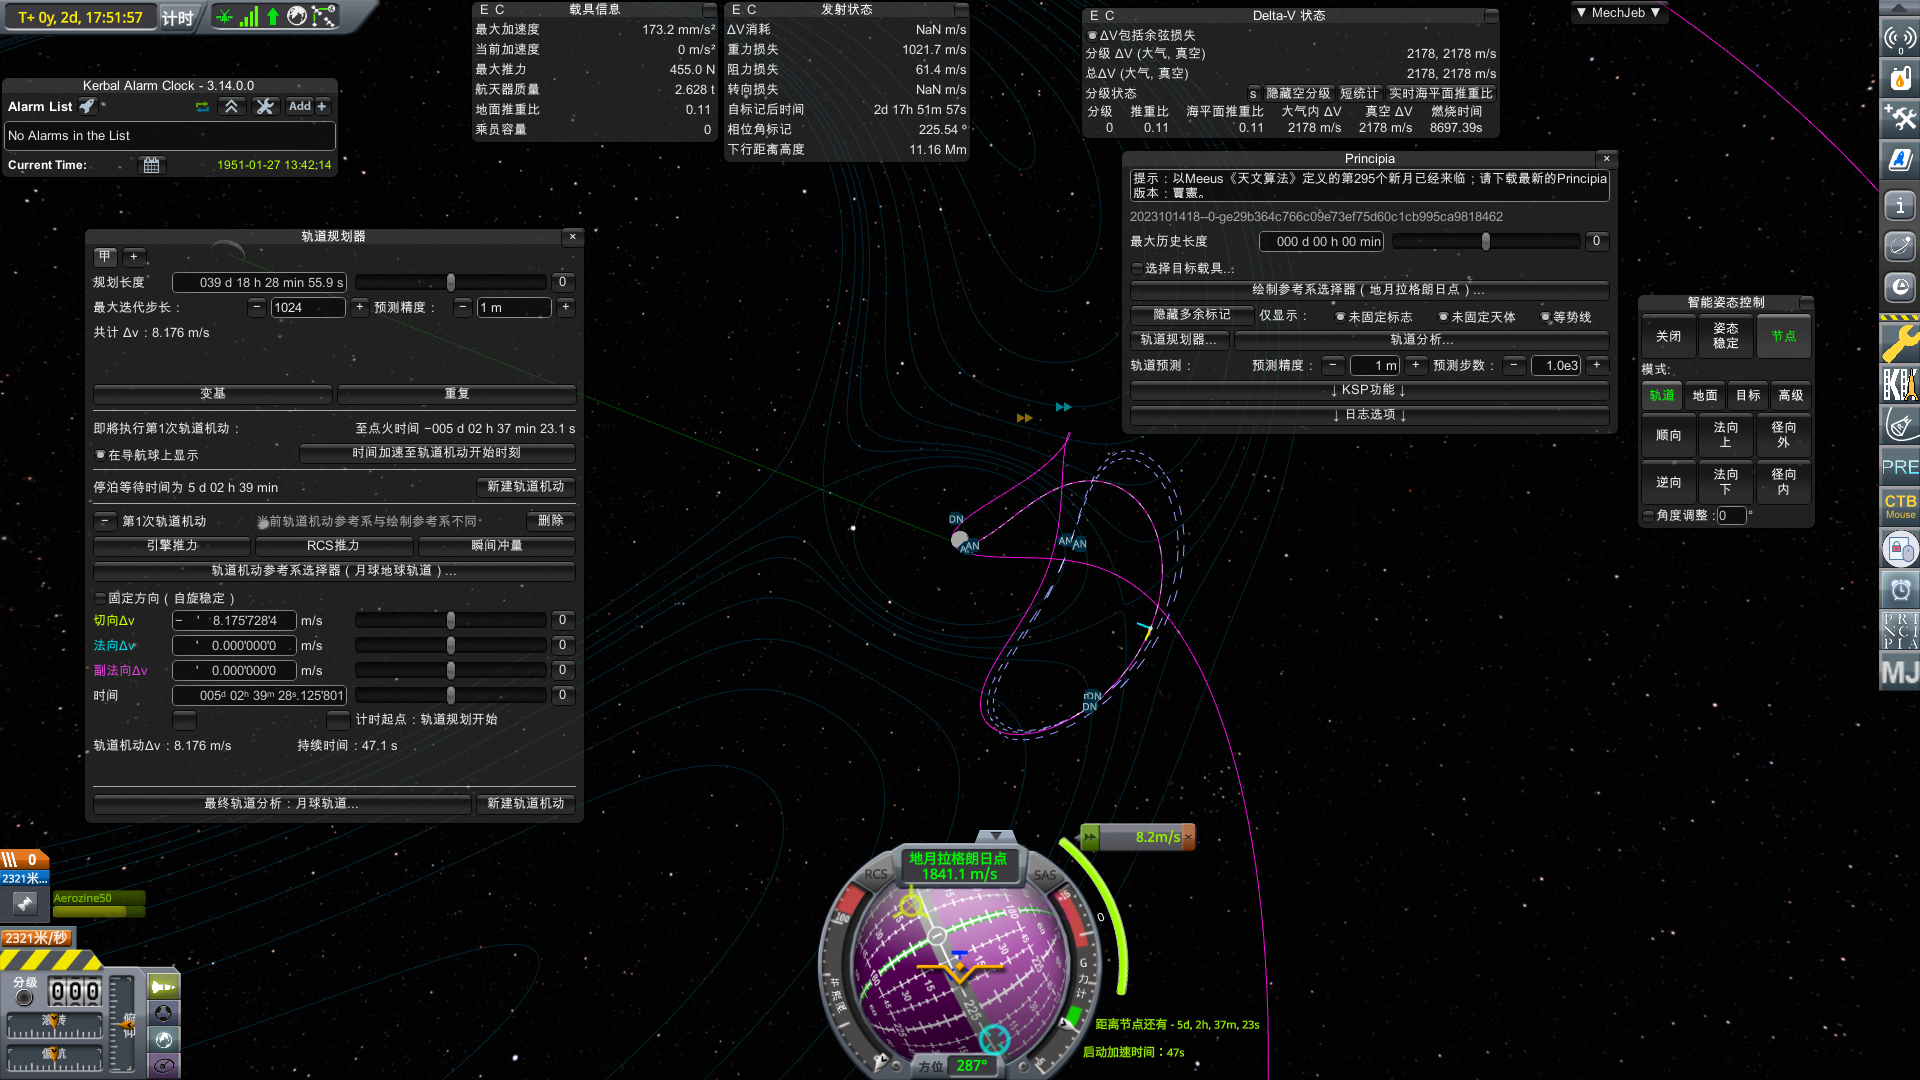 T+ 0y, 2d, 17:51:57
计时
Kerbal Alarm Clock - 3.14.0.0
Alarm List
Add +
No Alarms in the List
Current Time:
1951-01-27 13:42:14
E C 载具信息
最大加速度 173.2 mm/s²
当前加速度 0 m/s²
最大推力 455.0 N
航天器质量 2.628 t
地面推重比 0.11
乘员容量 0
E C 发射状态
ΔV消耗 NaN m/s
重力损失 1021.7 m/s
阻力损失 61.4 m/s
转向损失 NaN m/s
自标记后时间 2d 17h 51m 57s
相位角标记 225.54 °
下行距离高度 11.16 Mm
E C Delta-V 状态
ΔV包括余弦损失
分级 ΔV (大气, 真空) 2178, 2178 m/s
总ΔV (大气, 真空) 2178, 2178 m/s
分级状态 s 隐藏空分级 短统计 实时海平面推重比
分级 推重比 海平面推重比 大气内 ΔV 真空 ΔV 燃烧时间
0 0.11 0.11 2178 m/s 2178 m/s 8697.39s
▼ MechJeb ▼
Principia
×
提示：以Meeus《天文算法》定义的第295个新月已经来临；请下载最新的Principia
版本：賈憲。
2023101418--0-ge29b364c766c09e73ef75d60c1cb995ca9818462
最大历史长度 000 d 00 h 00 min 0
选择目标载具...
绘制参考系选择器 ( 地月拉格朗日点 ) ...
隐藏多余标记 仅显示： 未固定标志 未固定天体 等势线
轨道规划器... 轨道分析...
轨道预测： 预测精度： − 1 m + 预测步数： − 1.0e3 +
↓ KSP功能 ↓
↓ 日志选项 ↓
轨道规划器
×
甲 +
规划长度 039 d 18 h 28 min 55.9 s 0
最大迭代步长： − 1024 + 预测精度： − 1 m +
共计 Δv : 8.176 m/s
变基 重复
即将执行第1次轨道机动： 至点火时间 −005 d 02 h 37 min 23.1 s
在导航球上显示 时间加速至轨道机动开始时刻
停泊等待时间为 5 d 02 h 39 min 新建轨道机动
− 第1次轨道机动 当前轨道机动参考系与绘制参考系不同 删除
引擎推力 RCS推力 瞬间冲量
轨道机动参考系选择器 ( 月球地球轨道 ) ...
固定方向 ( 自旋稳定 )
切向Δv − ' 8.175'728'4 m/s 0
法向Δv ' 0.000'000'0 m/s 0
副法向Δv ' 0.000'000'0 m/s 0
时间 005d 02h 39m 28s.125'801 0
计时起点：轨道规划开始
轨道机动Δv : 8.176 m/s 持续时间：47.1 s
最终轨道分析：月球轨道... 新建轨道机动
智能姿态控制
关闭 姿态稳定 节点
模式:
轨道 地面 目标 高级
顺向 法向上 径向外
逆向 法向下 径向内
角度调整 : 0 °
PRE
CTB
Mouse
PRINCIPIA
MJ
DN
AN
AN
AN
DN
DN
0
2321米...
Aerozine50
2321米/秒
分级
000
滚转
偏航
俯仰
8.2m/s
地月拉格朗日点
1841.1 m/s
RCS
SAS
100
0
G力计
节流阀
方位 287°
距离节点还有 - 5d, 2h, 37m, 23s
启动加速时间：47s